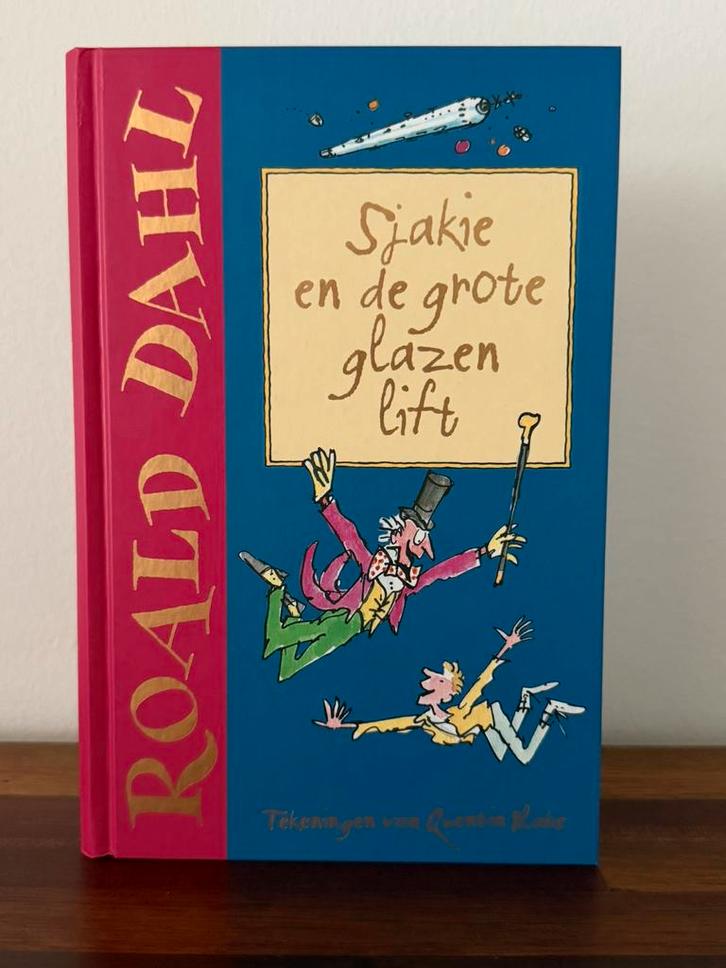 ROALD DAHL
Sjakie
en de grote
glazen
lift
Tekeningen van Quentin Blake